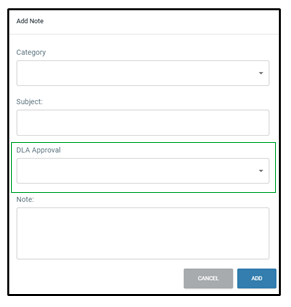 Add Note
Category
Subject:
DLA Approval
Note:
CANCEL
ADD